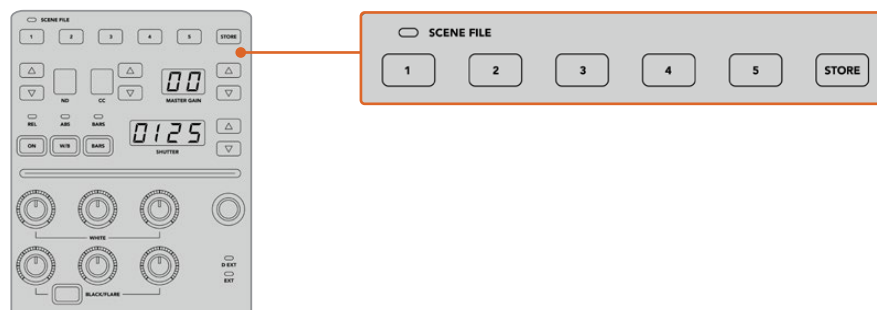 SCENE FILE
1 2 3 4 5 STORE
ND CC 00 MASTER GAIN
REL ABS BARS
ON W/B BARS 0125 SHUTTER
WHITE
D EXT
EXT
BLACK/FLARE
SCENE FILE
1 2 3 4 5 STORE